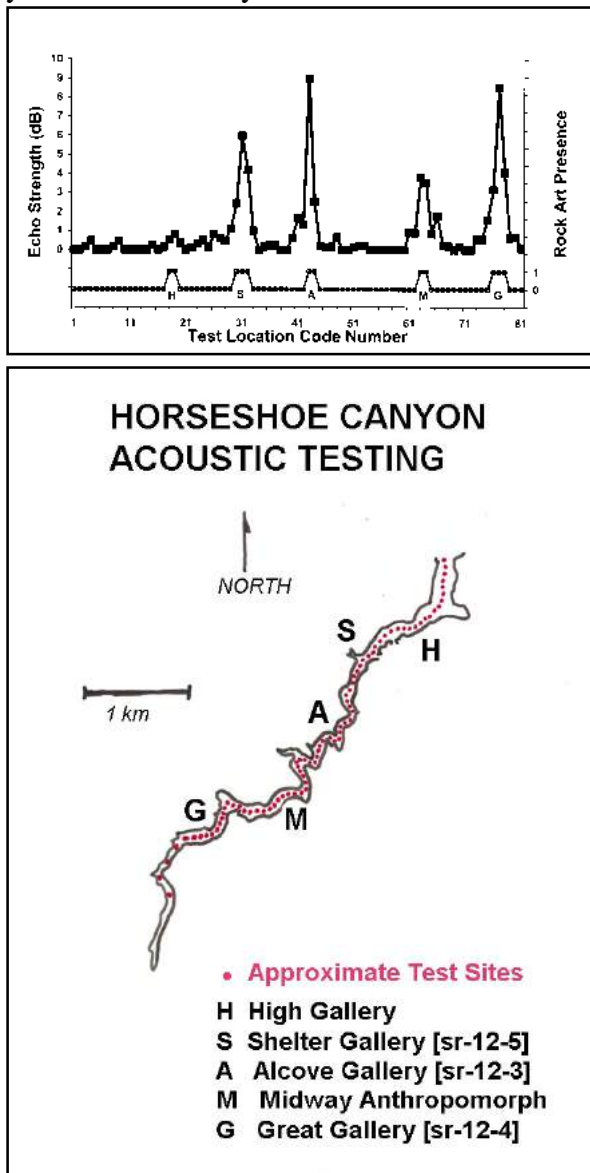 10
9
8
7
6
5
4
3
2
1
0
Echo Strength (dB)
Rock Art Presence
1
0
H S A M G
1 11 21 31 41 51 61 71 81
Test Location Code Number
HORSESHOE CANYON
ACOUSTIC TESTING
NORTH
1 km
S
H
A
G
M
• Approximate Test Sites
H High Gallery
S Shelter Gallery [sr-12-5]
A Alcove Gallery [sr-12-3]
M Midway Anthropomorph
G Great Gallery [sr-12-4]